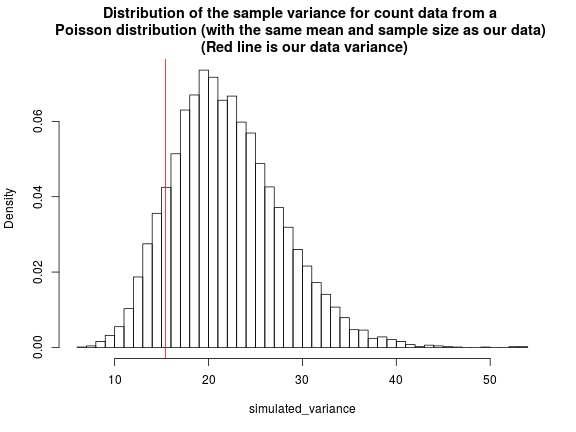 Distribution of the sample variance for count data from a
Poisson distribution (with the same mean and sample size as our data)
(Red line is our data variance)
Density
0.06
0.04
0.02
0.00
10 20 30 40 50
simulated_variance